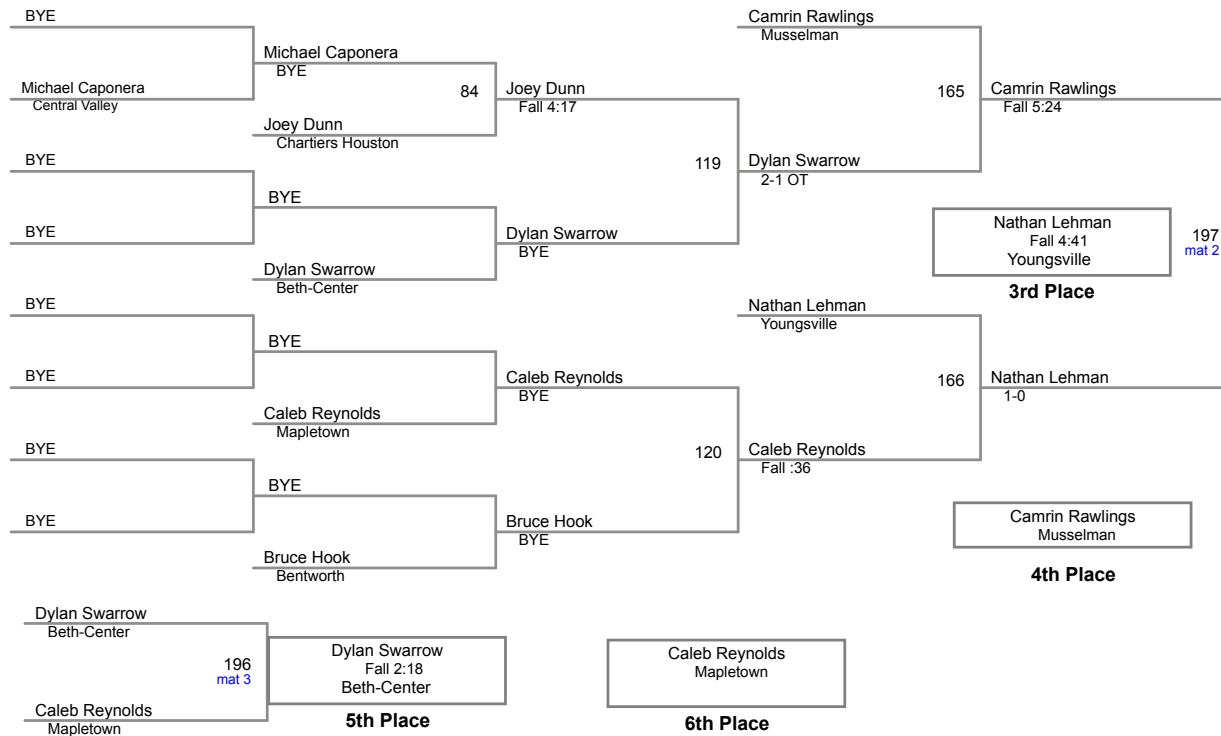 BYE
Michael Caponera
Central Valley
BYE
BYE
BYE
BYE
BYE
BYE
Michael Caponera
BYE
84
Joey Dunn
Chartiers Houston
BYE
Dylan Swarrow
Beth-Center
BYE
Caleb Reynolds
Mapletown
BYE
Bruce Hook
Bentworth
Joey Dunn
Fall 4:17
119
Dylan Swarrow
BYE
Caleb Reynolds
BYE
120
Bruce Hook
BYE
Camrin Rawlings
Musselman
165
Dylan Swarrow
2-1 OT
Nathan Lehman
Youngsville
166
Caleb Reynolds
Fall :36
Camrin Rawlings
Fall 5:24
Nathan Lehman
Fall 4:41
Youngsville
197
mat 2
3rd Place
Nathan Lehman
1-0
Camrin Rawlings
Musselman
4th Place
Dylan Swarrow
Beth-Center
196
mat 3
Caleb Reynolds
Mapletown
Dylan Swarrow
Fall 2:18
Beth-Center
5th Place
Caleb Reynolds
Mapletown
6th Place